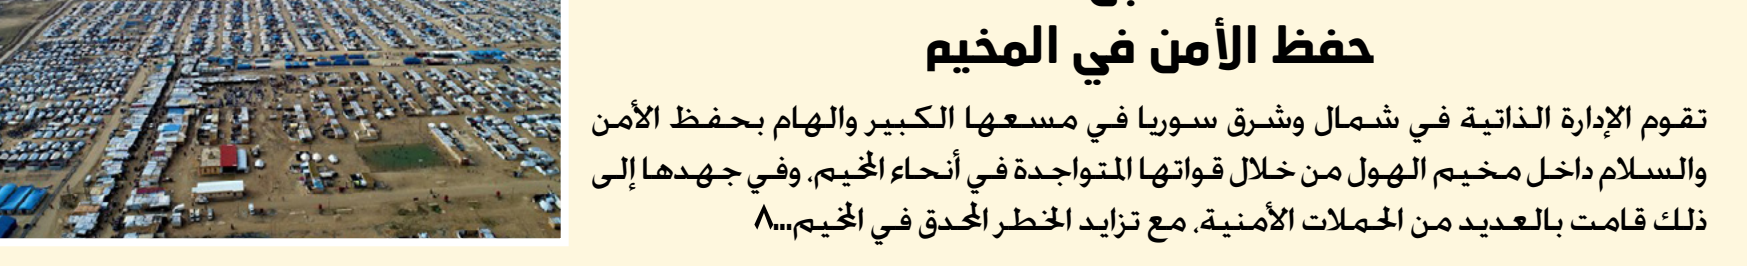 حفظ الأمن في المخيم
تقوم الإدارة الذاتية في شمال وشرق سوريا في مسعها الكبير والهام بحفظ الأمن
والسلام داخل مخيم الهول من خلال قواتها المتواجدة في أنحاء المخيم، وفي جهدها إلى
ذلك قامت بالعديد من الحملات الأمنية، مع تزايد الخطر المحدق في المخيم...٨